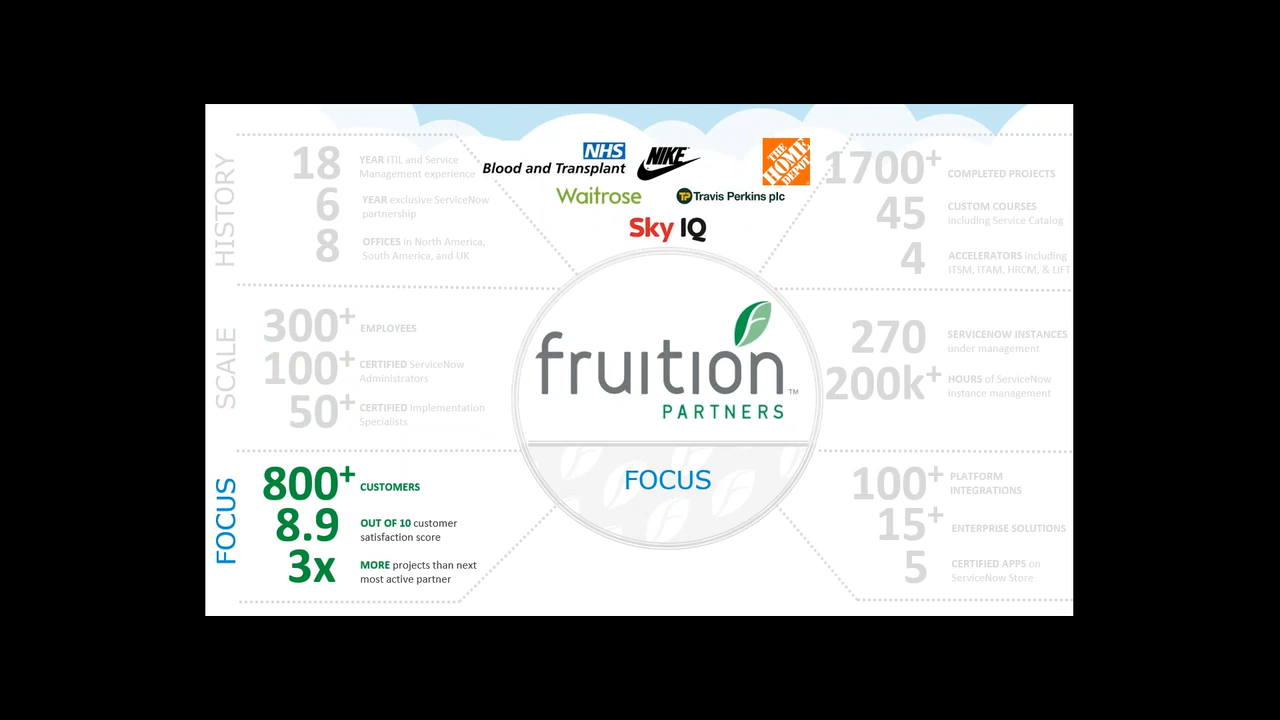 HISTORY
18
YEAR ITIL and Service
Management experience
6
YEAR exclusive ServiceNow
partnership
8
OFFICES in North America,
South America, and UK
SCALE
300+
EMPLOYEES
100+
CERTIFIED ServiceNow
Administrators
50+
CERTIFIED Implementation
Specialists
FOCUS
800+
CUSTOMERS
8.9
OUT OF 10 customer
satisfaction score
3x
MORE projects than next
most active partner
NHS
Blood and Transplant
NIKE
THE
HOME
DEPOT
Waitrose
TP Travis Perkins plc
Sky IQ
fruition™
PARTNERS
FOCUS
1700+
COMPLETED PROJECTS
45
CUSTOM COURSES
including Service Catalog
4
ACCELERATORS including
ITSM, ITAM, HRCM, & LIFT
270
SERVICENOW INSTANCES
under management
200k+
HOURS of ServiceNow
instance management
100+
PLATFORM
INTEGRATIONS
15+
ENTERPRISE SOLUTIONS
5
CERTIFIED APPS on
ServiceNow Store